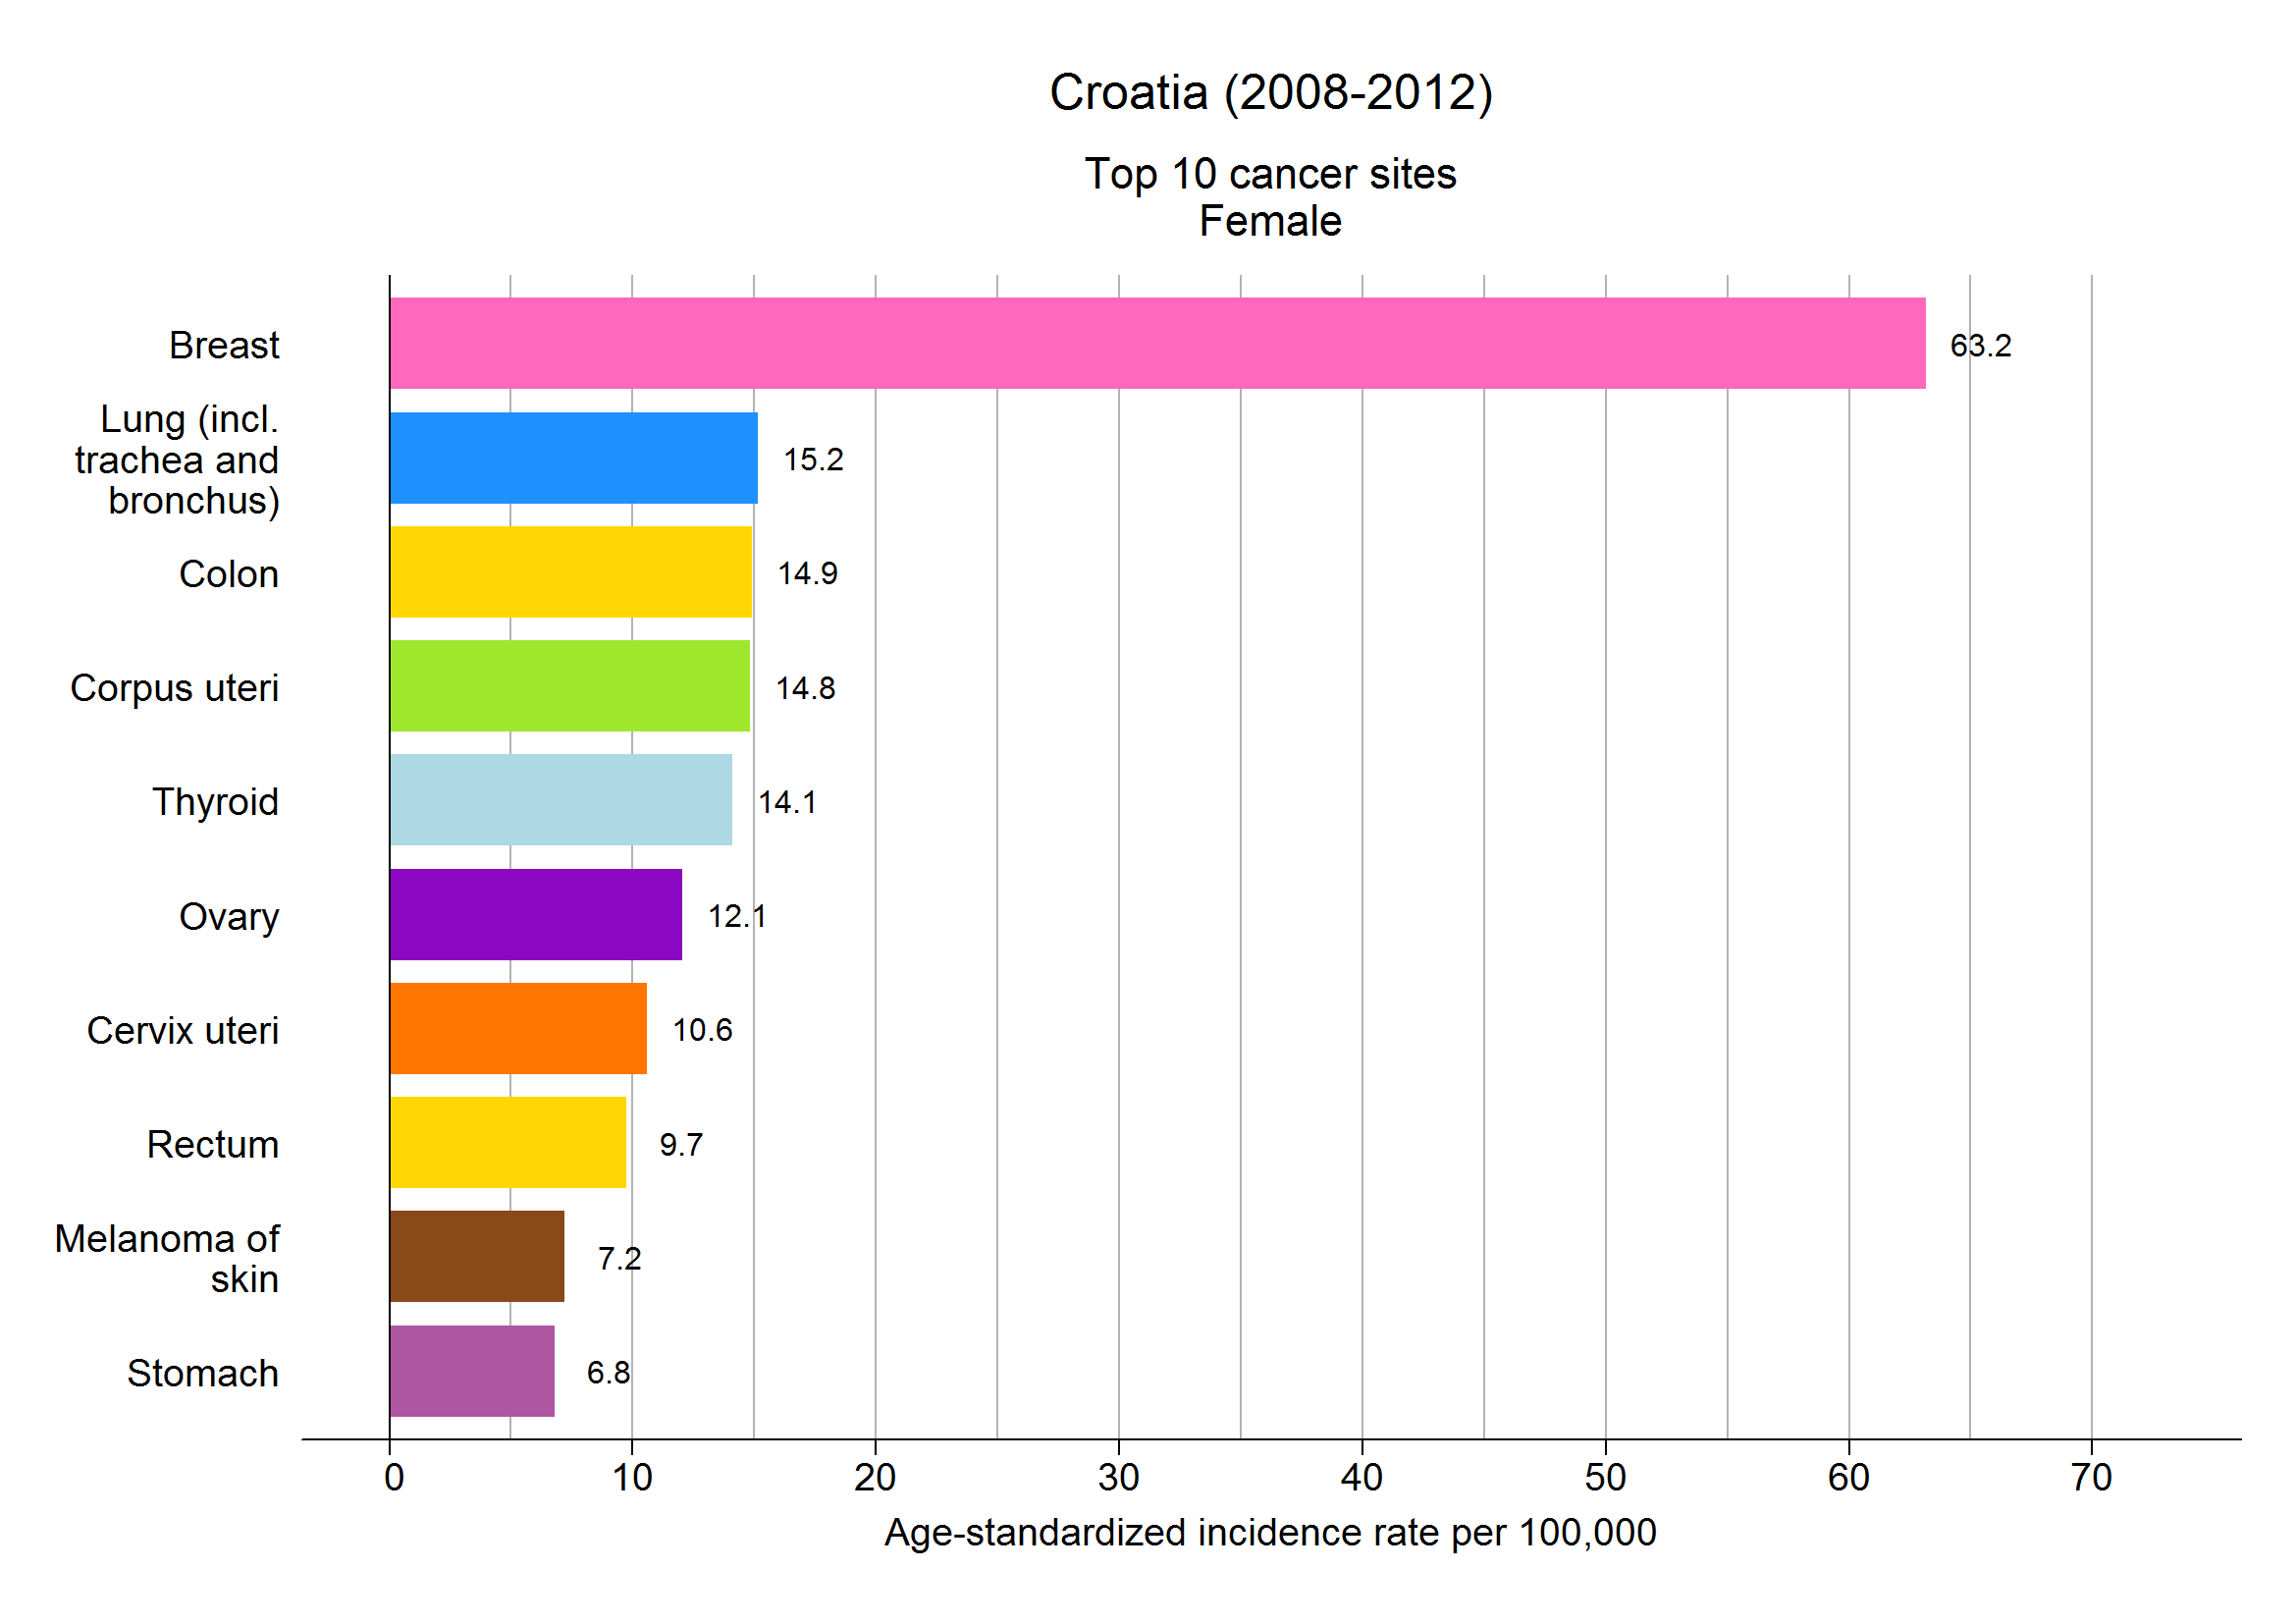 Croatia (2008-2012)
Top 10 cancer sites
Female
Breast
63.2
Lung (incl.
trachea and
bronchus)
15.2
Colon
14.9
Corpus uteri
14.8
Thyroid
14.1
Ovary
12.1
Cervix uteri
10.6
Rectum
9.7
Melanoma of
skin
7.2
Stomach
6.8
0 10 20 30 40 50 60 70
Age-standardized incidence rate per 100,000